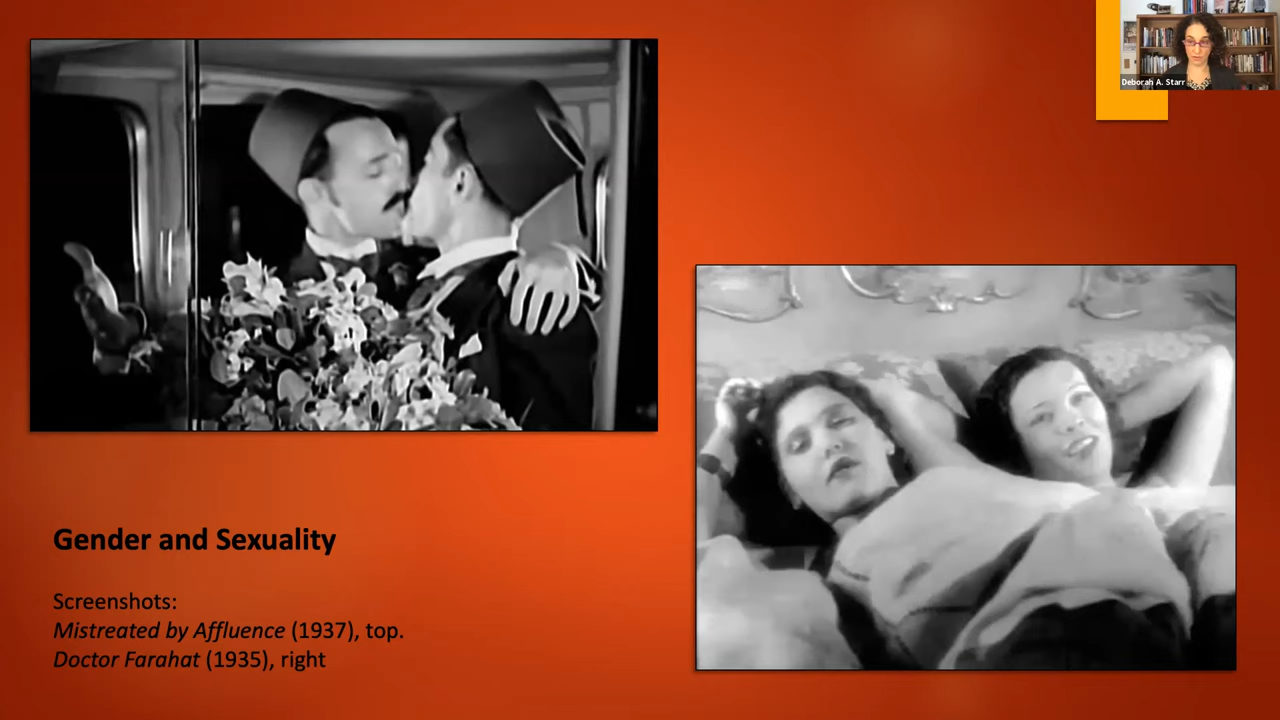 Deborah A. Starr
Gender and Sexuality
Screenshots:
Mistreated by Affluence (1937), top.
Doctor Farahat (1935), right